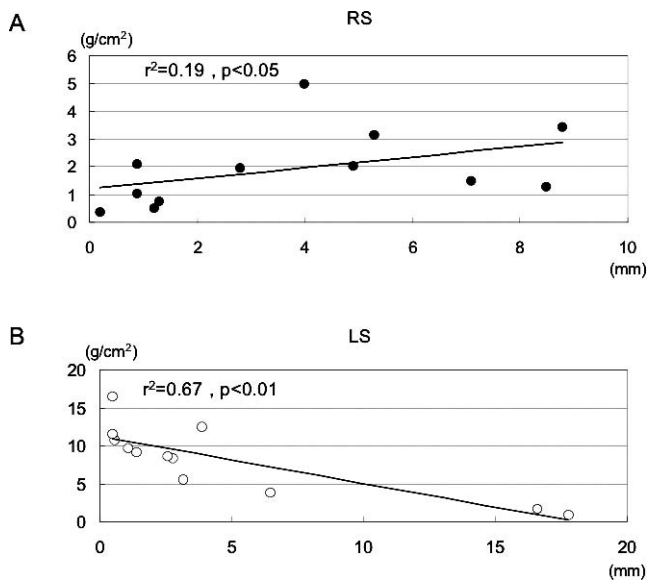 A
RS
(g/cm²)
r²=0.19 , p<0.05
6
5
4
3
2
1
0
0 2 4 6 8 10
(mm)
B
LS
(g/cm²)
r²=0.67 , p<0.01
20
15
10
5
0
0 5 10 15 20
(mm)